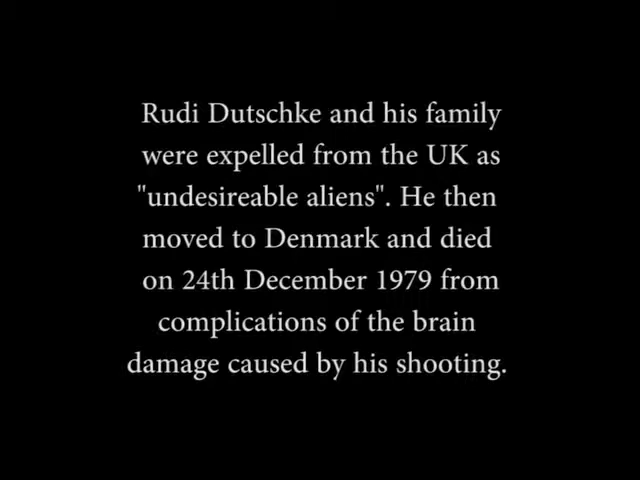 Rudi Dutschke and his family
were expelled from the UK as
"undesireable aliens". He then
moved to Denmark and died
on 24th December 1979 from
complications of the brain
damage caused by his shooting.